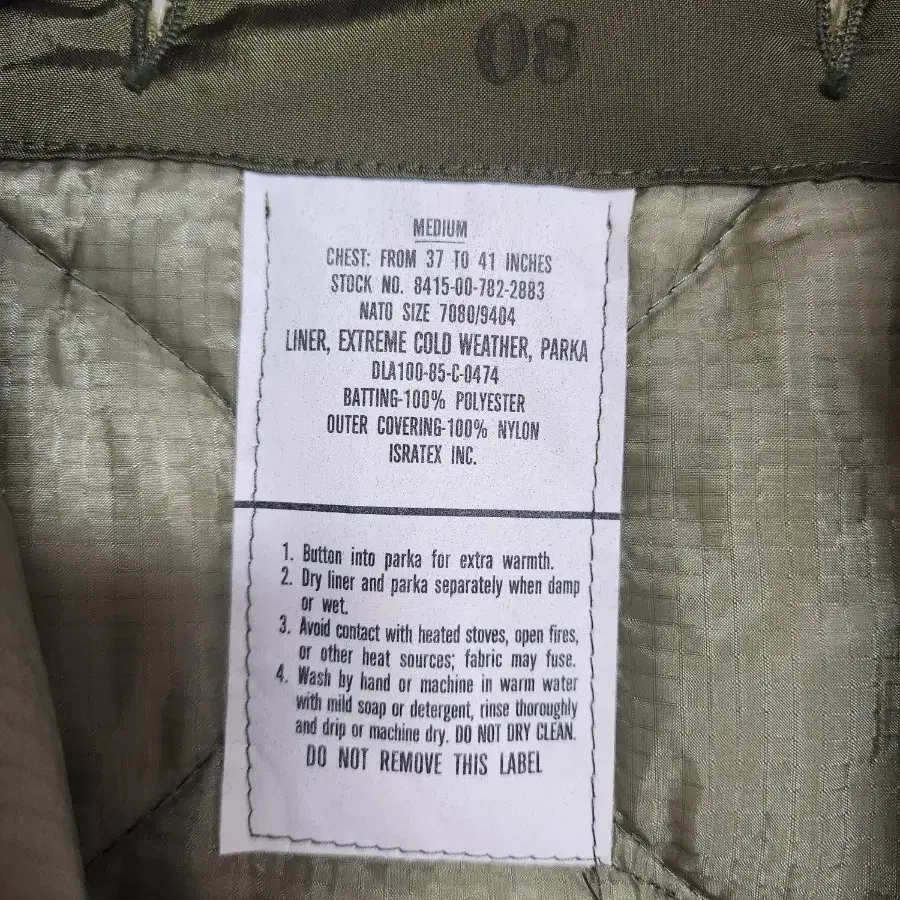 08
MEDIUM
CHEST: FROM 37 TO 41 INCHES
STOCK NO. 8415-00-782-2883
NATO SIZE 7080/9404
LINER, EXTREME COLD WEATHER, PARKA
DLA100-85-C-0474
BATTING-100% POLYESTER
OUTER COVERING-100% NYLON
ISRATEX INC.
1. Button into parka for extra warmth.
2. Dry liner and parka separately when damp
or wet.
3. Avoid contact with heated stoves, open fires,
or other heat sources; fabric may fuse.
4. Wash by hand or machine in warm water
with mild soap or detergent, rinse thoroughly
and drip or machine dry. DO NOT DRY CLEAN.
DO NOT REMOVE THIS LABEL